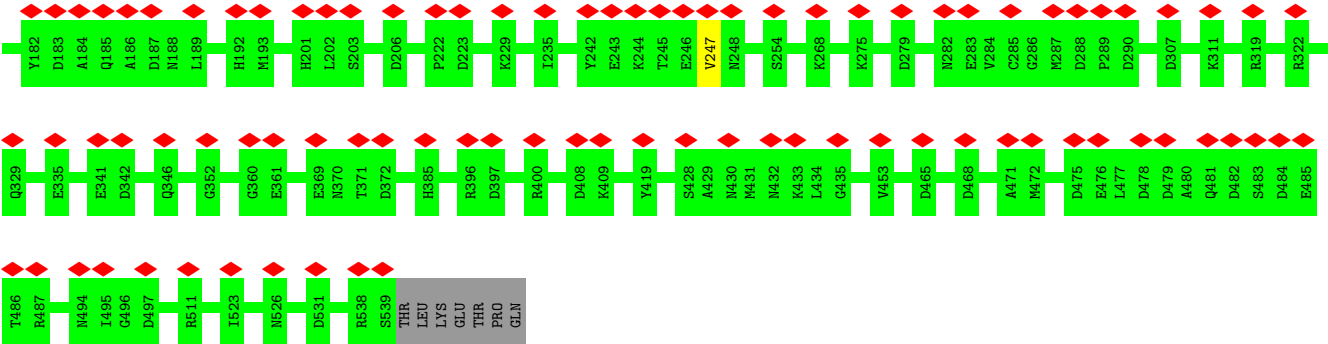 Y182 D183 A184 Q185 A186 D187 N188 L189 H192 M193 H201 L202 S203 D206 P222 D223 K229 I235 Y242 E243 K244 T245 E246 V247 N248 S254 K268 K275 D279 N282 E283 V284 C285 G286 M287 D288 P289 D290 D307 K311 R319 R322
Q329 E335 E341 D342 Q346 G352 G360 E361 E369 N370 T371 D372 H385 R396 D397 R400 D408 K409 Y419 S428 A429 N430 M431 N432 K433 L434 G435 V453 D465 D468 A471 M472 D475 E476 L477 D478 D479 A480 Q481 D482 S483 D484 E485
T486 R487 N494 I495 G496 D497 R511 I523 N526 D531 R538 S539 THR LEU LYS GLU THR PRO GLN